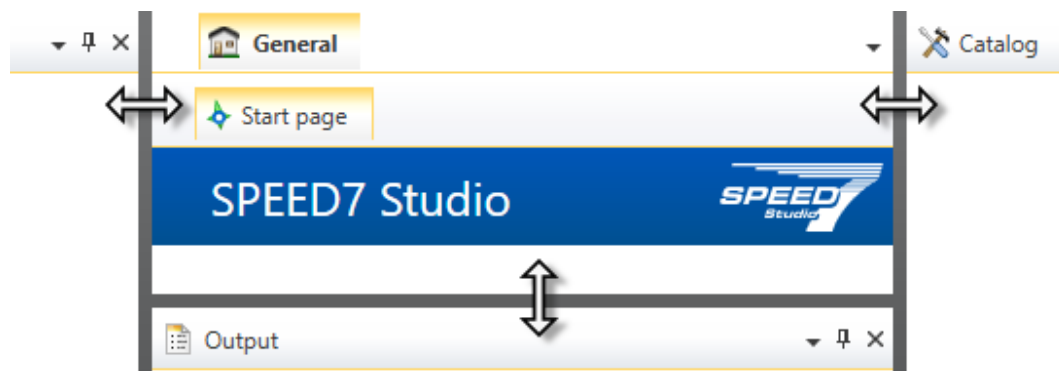 General
Catalog
Start page
SPEED7 Studio
SPEED7
Studio
Output